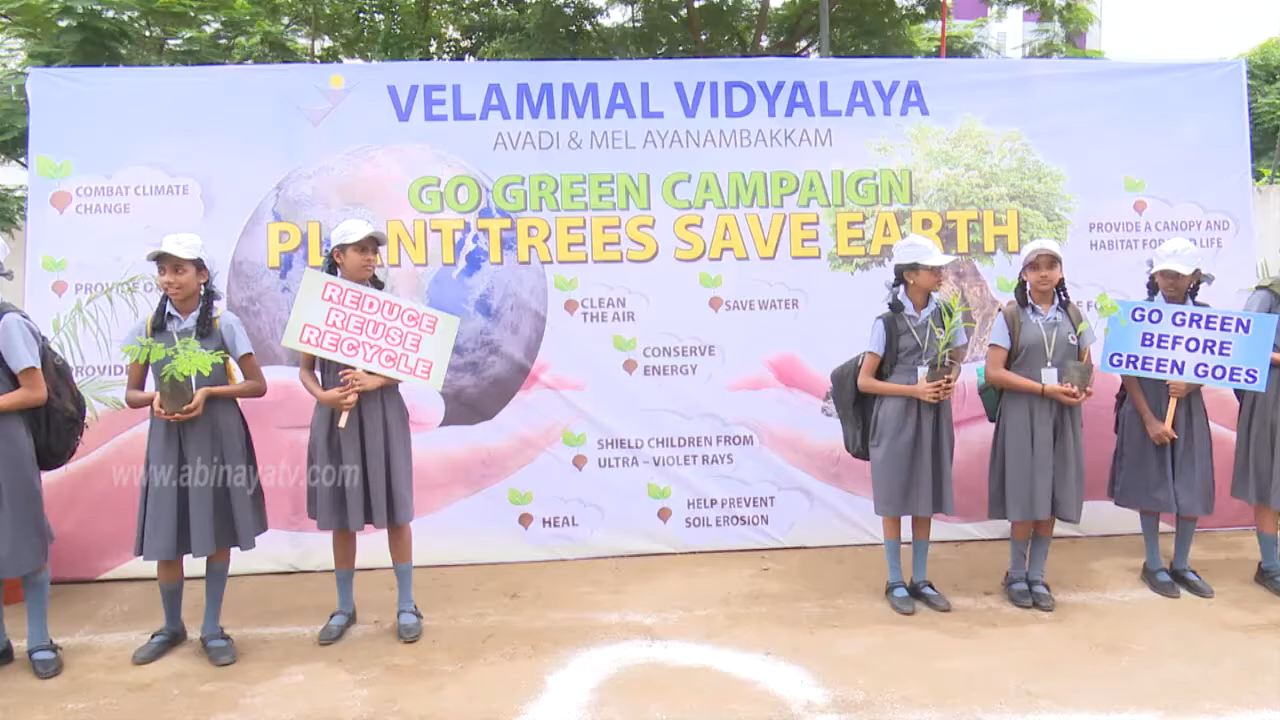 VELAMMAL VIDYALAYA
AVADI & MEL AYANAMBAKKAM
GO GREEN CAMPAIGN
PLANT TREES SAVE EARTH
COMBAT CLIMATE
CHANGE
PROVIDE
PROVIDE
REDUCE
REUSE
RECYCLE
CLEAN
THE AIR
SAVE WATER
CONSERVE
ENERGY
SHIELD CHILDREN FROM
ULTRA – VIOLET RAYS
HEAL
HELP PREVENT
SOIL EROSION
PROVIDE A CANOPY AND
HABITAT LIFE
GO GREEN
BEFORE
GREEN GOES
www.abinayatv.com